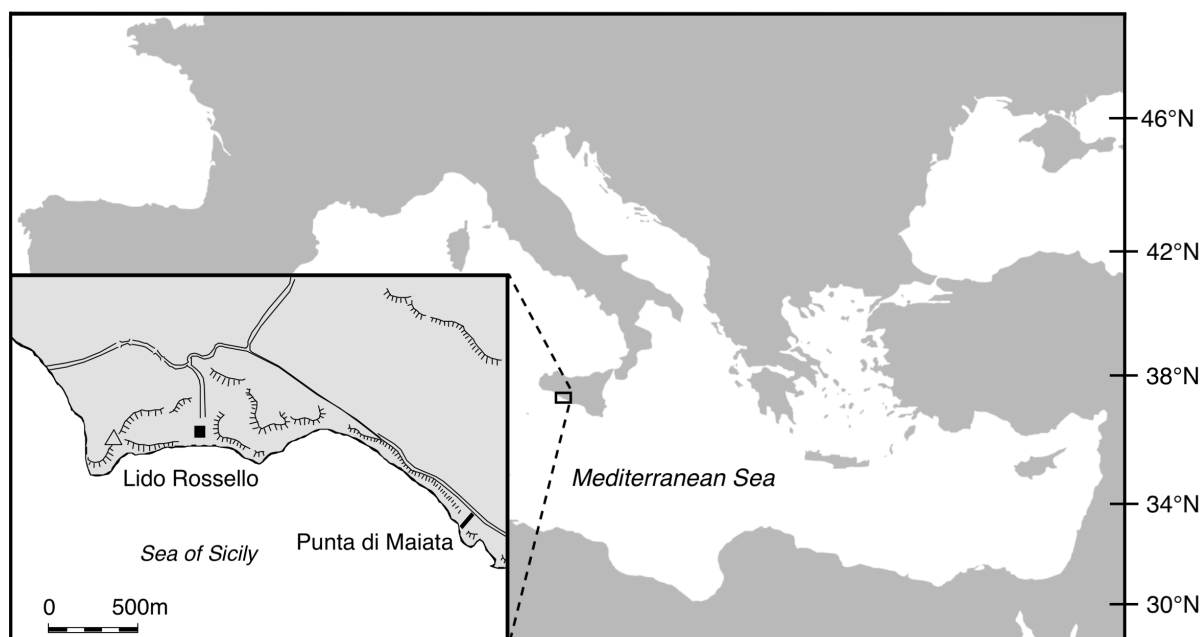 46°N
42°N
38°N
Mediterranean Sea
34°N
30°N
Lido Rossello
Punta di Maiata
Sea of Sicily
0 500m